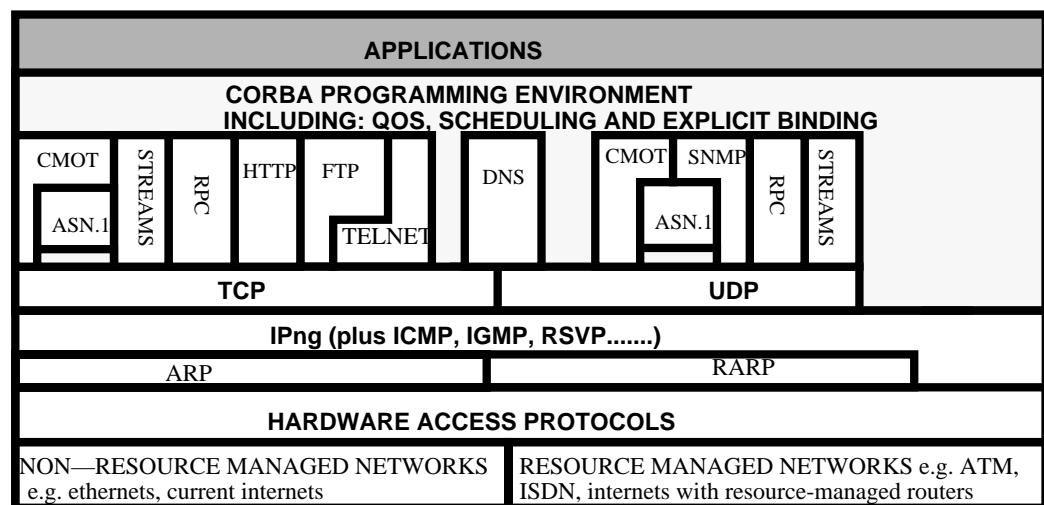 APPLICATIONS
CORBA PROGRAMMING ENVIRONMENT
INCLUDING: QOS, SCHEDULING AND EXPLICIT BINDING
CMOT
ASN.1
STREAMS
RPC
HTTP
FTP
TELNET
DNS
CMOT
SNMP
ASN.1
RPC
STREAMS
TCP
UDP
IPng (plus ICMP, IGMP, RSVP.......)
ARP
RARP
HARDWARE ACCESS PROTOCOLS
NON—RESOURCE MANAGED NETWORKS
e.g. ethernets, current internets
RESOURCE MANAGED NETWORKS e.g. ATM,
ISDN, internets with resource-managed routers